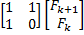 [1 1
1 0] [F_{k+1}
F_k]